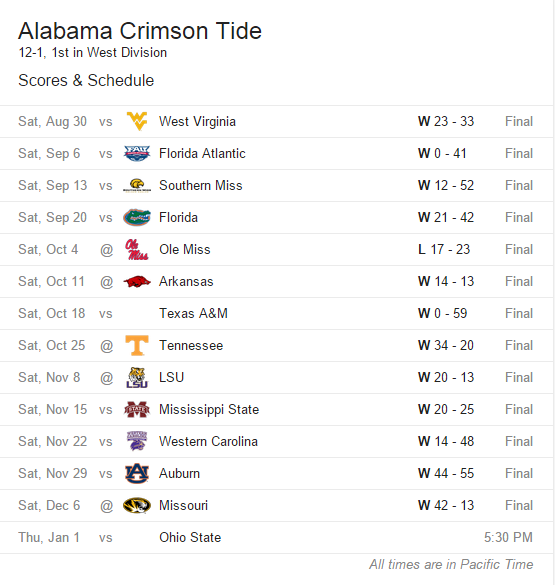 Alabama Crimson Tide
12-1, 1st in West Division
Scores & Schedule
Sat, Aug 30 vs West Virginia W 23 - 33 Final
Sat, Sep 6 vs FAU Florida Atlantic W 0 - 41 Final
Sat, Sep 13 vs Southern Miss W 12 - 52 Final
Sat, Sep 20 vs Florida W 21 - 42 Final
Sat, Oct 4 @ Ole Miss Ole Miss L 17 - 23 Final
Sat, Oct 11 @ Arkansas W 14 - 13 Final
Sat, Oct 18 vs Texas A&M W 0 - 59 Final
Sat, Oct 25 @ T Tennessee W 34 - 20 Final
Sat, Nov 8 @ LSU LSU W 20 - 13 Final
Sat, Nov 15 vs M STATE Mississippi State W 20 - 25 Final
Sat, Nov 22 vs Western Carolina W 14 - 48 Final
Sat, Nov 29 vs AU Auburn W 44 - 55 Final
Sat, Dec 6 @ Missouri W 42 - 13 Final
Thu, Jan 1 vs Ohio State 5:30 PM
All times are in Pacific Time